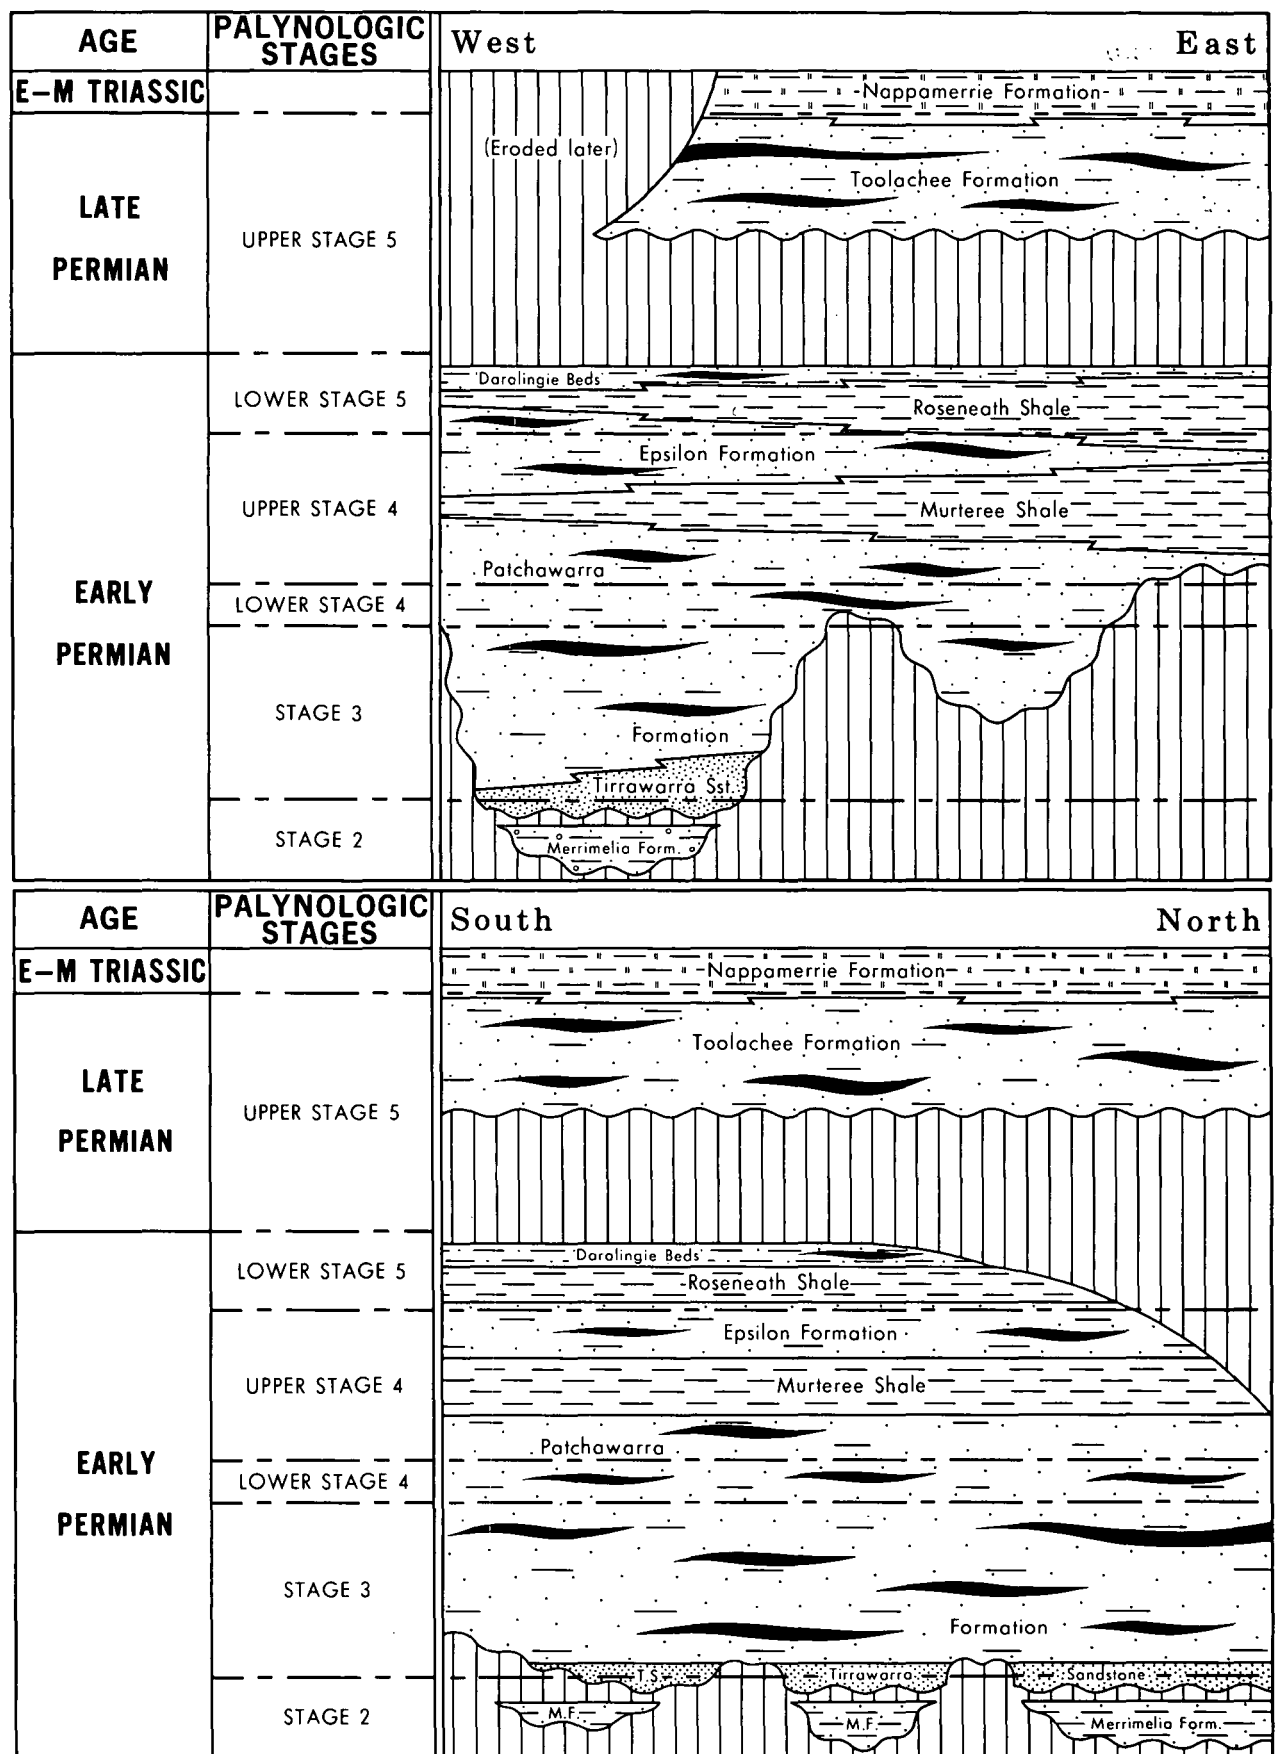 AGE
PALYNOLOGIC
STAGES
West
East
E–M TRIASSIC
Nappamerrie Formation
(Eroded later)
Toolachee Formation
LATE
PERMIAN
UPPER STAGE 5
Daralingie Beds
LOWER STAGE 5
Roseneath Shale
Epsilon Formation
UPPER STAGE 4
Murteree Shale
Patchawarra
EARLY
PERMIAN
LOWER STAGE 4
STAGE 3
Formation
Tirrawarra Sst.
STAGE 2
Merrimelia Form.
AGE
PALYNOLOGIC
STAGES
South
North
E–M TRIASSIC
Nappamerrie Formation
Toolachee Formation
LATE
PERMIAN
UPPER STAGE 5
Daralingie Beds
LOWER STAGE 5
Roseneath Shale
Epsilon Formation
UPPER STAGE 4
Murteree Shale
Patchawarra
EARLY
PERMIAN
LOWER STAGE 4
STAGE 3
Formation
T.S. Tirrawarra Sandstone
STAGE 2
M.F. M.F. Merrimelia Form.